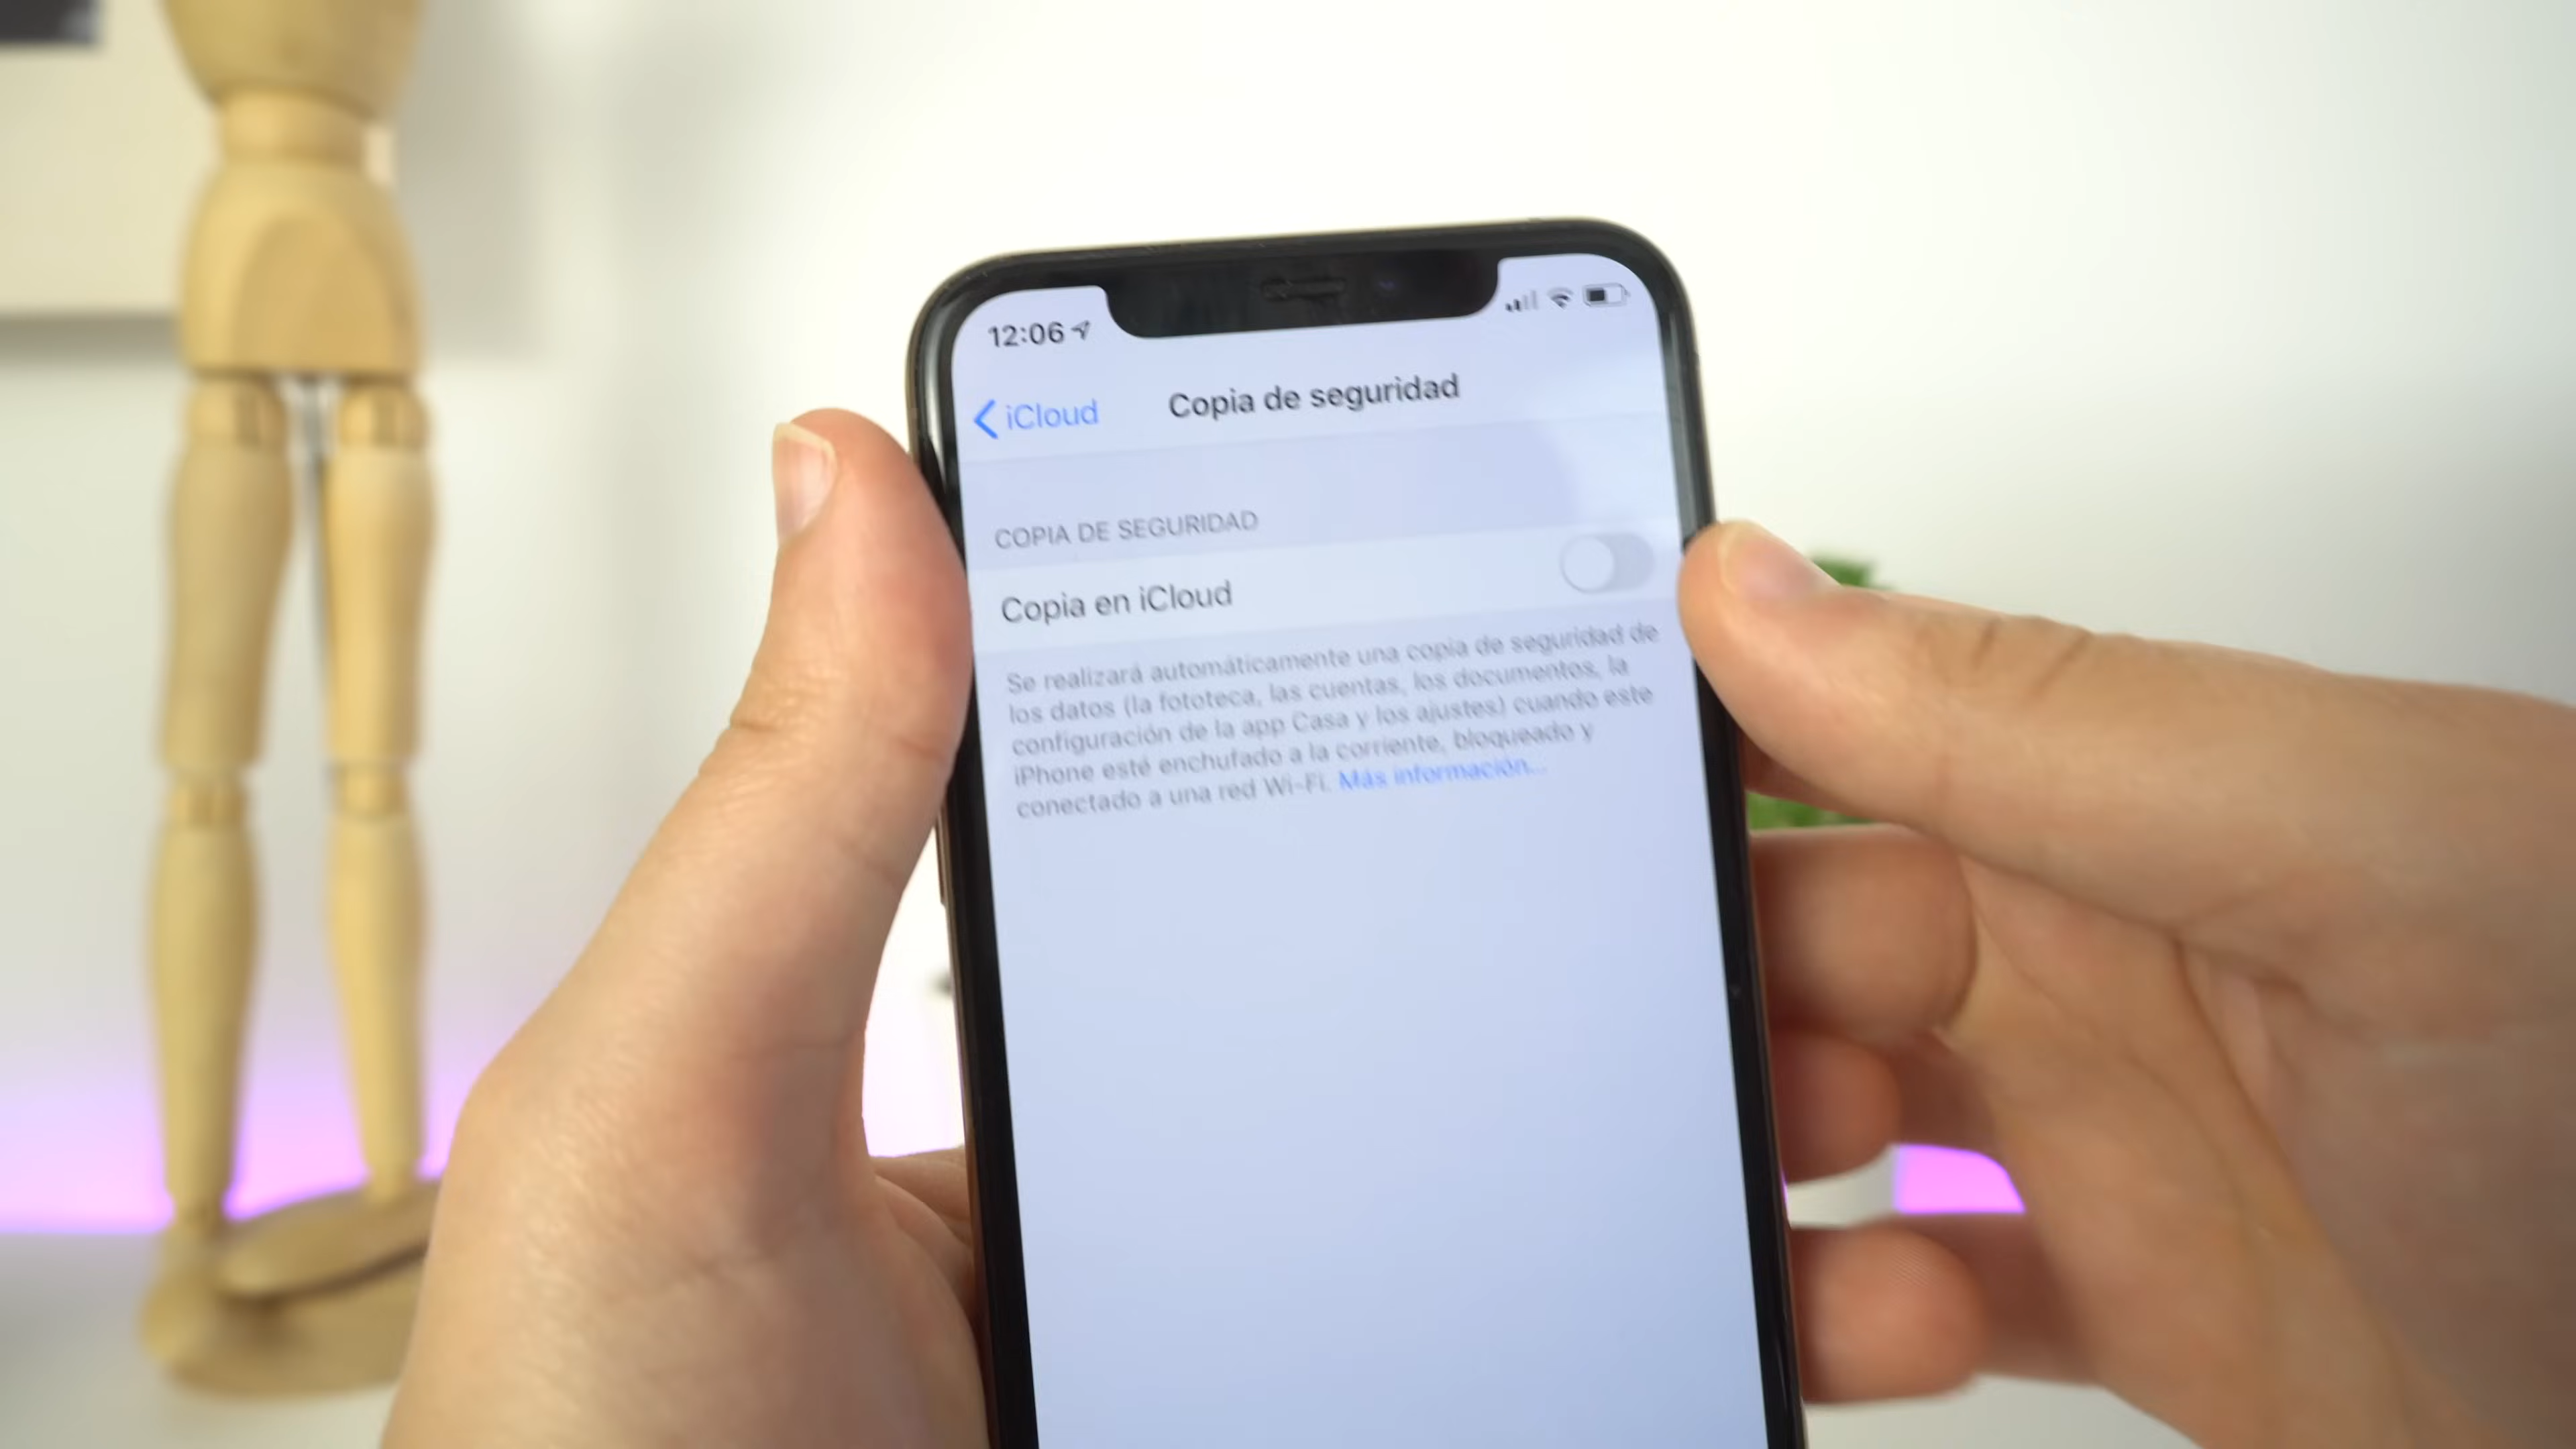 12:06
iCloud
Copia de seguridad
COPIA DE SEGURIDAD
Copia en iCloud
Se realizará automáticamente una copia de seguridad de
los datos (la fototeca, las cuentas, los documentos, la
configuración de la app Casa y los ajustes) cuando este
iPhone esté enchufado a la corriente, bloqueado y
conectado a una red Wi-Fi. Más información...